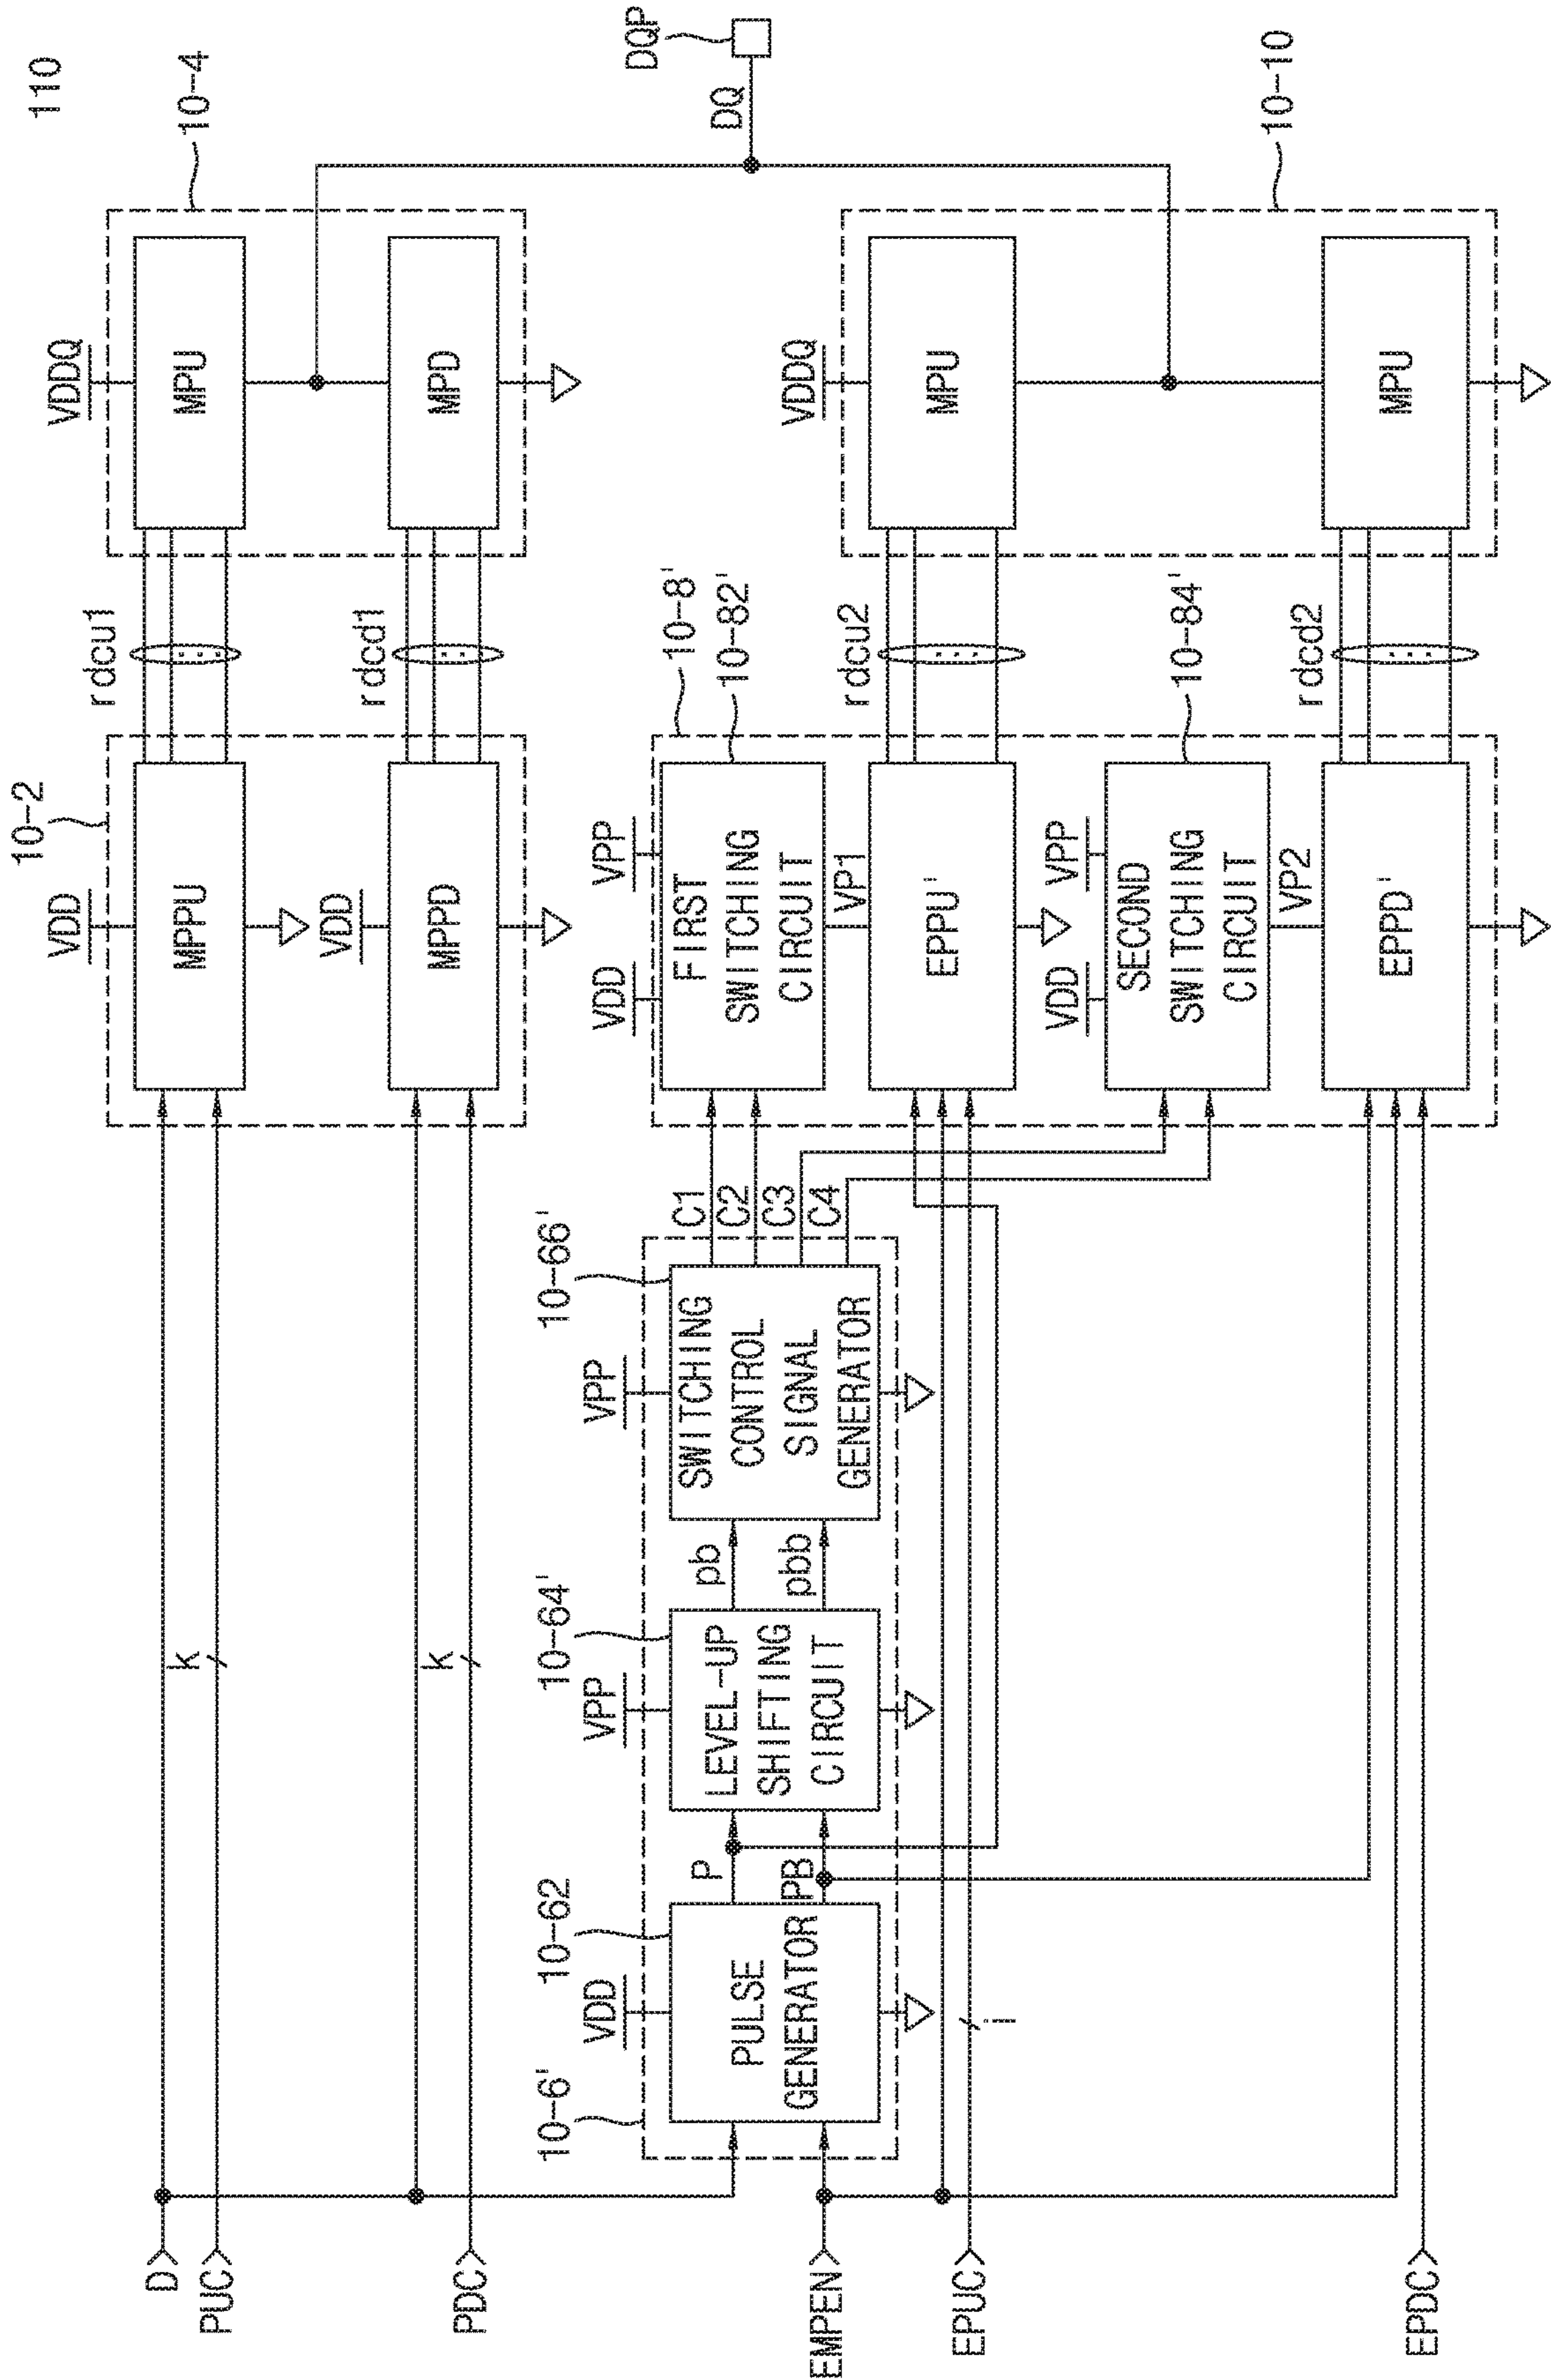 110
10-2
10-4
VDD
VDDQ
MPPU
rdcu1
MPU
D
PUC
k
VDD
MPPD
rdcd1
MPD
PDC
k
DQP
DQ
10-6'
10-62
10-64'
10-66'
VDD
VPP
VPP
PULSE
GENERATOR
P
PB
LEVEL-UP
SHIFTING
CIRCUIT
pb
pbb
SWITCHING
CONTROL
SIGNAL
GENERATOR
C1
C2
C3
C4
10-8'
10-82'
VDD
VPP
FIRST
SWITCHING
CIRCUIT
VP1
EPPU'
rdcu2
VDDQ
MPU
10-10
EMPEN
EPUC
i
10-84'
VDD
VPP
SECOND
SWITCHING
CIRCUIT
VP2
EPPD'
rdcd2
MPU
EPDC